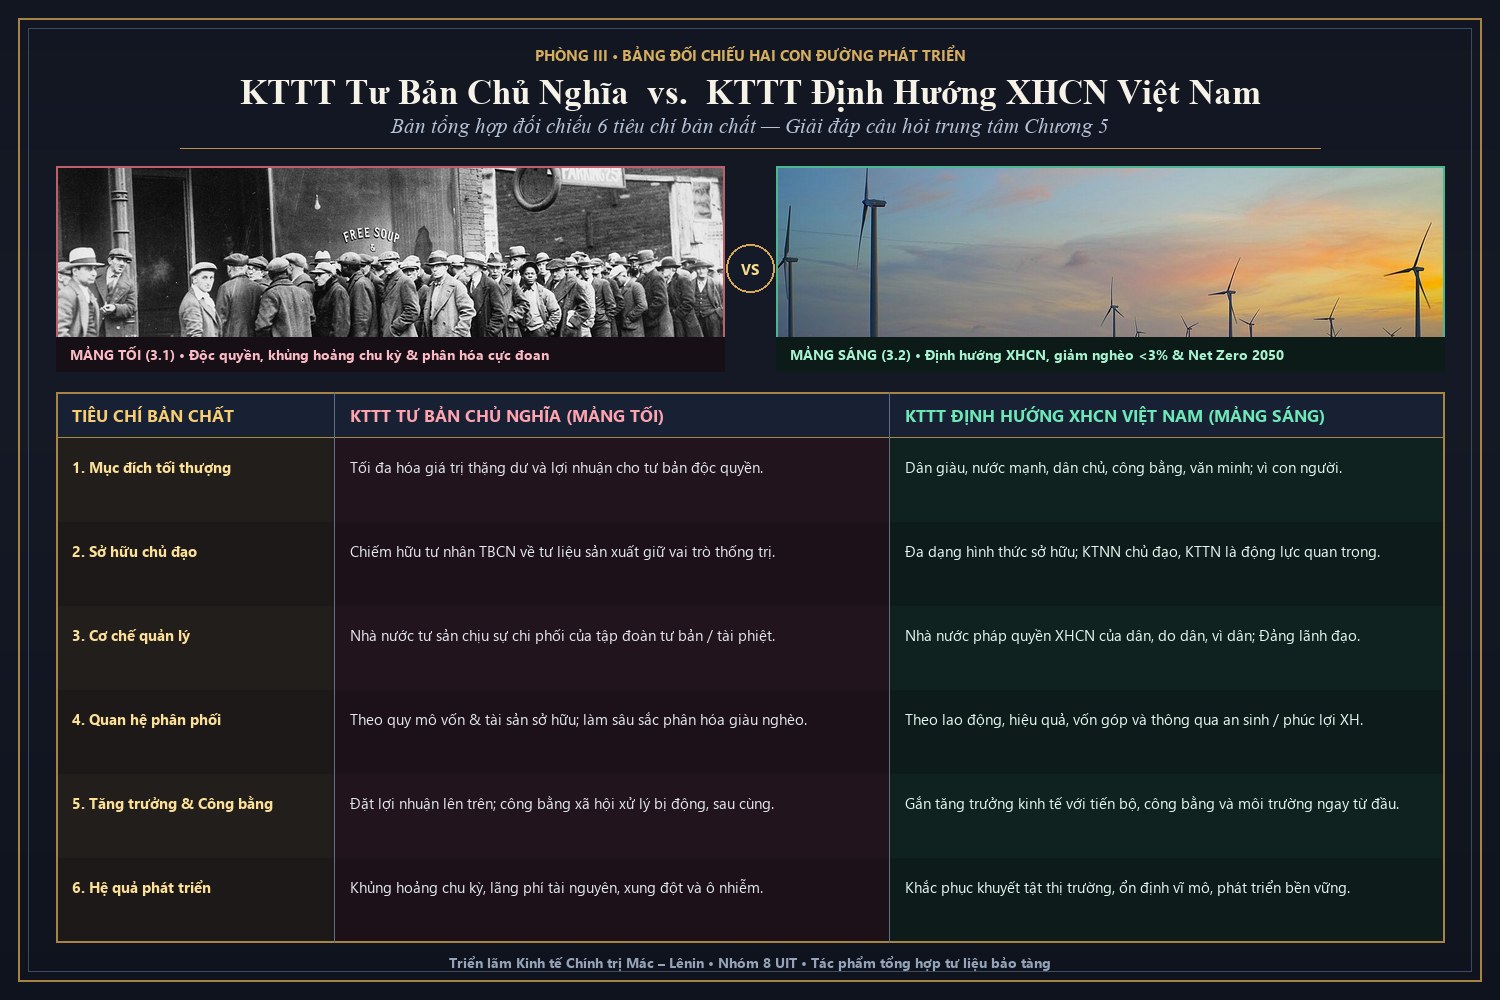 PHÒNG III • BẢNG ĐỐI CHIẾU HAI CON ĐƯỜNG PHÁT TRIỂN
KTTT Tư Bản Chủ Nghĩa vs. KTTT Định Hướng XHCN Việt Nam
Bản tổng hợp đối chiếu 6 tiêu chí bản chất — Giải đáp câu hỏi trung tâm Chương 5
FREE SOUP
&
VS
MẢNG TỐI (3.1) • Độc quyền, khủng hoảng chu kỳ & phân hóa cực đoan
MẢNG SÁNG (3.2) • Định hướng XHCN, giảm nghèo <3% & Net Zero 2050
TIÊU CHÍ BẢN CHẤT
KTTT TƯ BẢN CHỦ NGHĨA (MẢNG TỐI)
KTTT ĐỊNH HƯỚNG XHCN VIỆT NAM (MẢNG SÁNG)
1. Mục đích tối thượng
Tối đa hóa giá trị thặng dư và lợi nhuận cho tư bản độc quyền.
Dân giàu, nước mạnh, dân chủ, công bằng, văn minh; vì con người.
2. Sở hữu chủ đạo
Chiếm hữu tư nhân TBCN về tư liệu sản xuất giữ vai trò thống trị.
Đa dạng hình thức sở hữu; KTNN chủ đạo, KTTN là động lực quan trọng.
3. Cơ chế quản lý
Nhà nước tư sản chịu sự chi phối của tập đoàn tư bản / tài phiệt.
Nhà nước pháp quyền XHCN của dân, do dân, vì dân; Đảng lãnh đạo.
4. Quan hệ phân phối
Theo quy mô vốn & tài sản sở hữu; làm sâu sắc phân hóa giàu nghèo.
Theo lao động, hiệu quả, vốn góp và thông qua an sinh / phúc lợi XH.
5. Tăng trưởng & Công bằng
Đặt lợi nhuận lên trên; công bằng xã hội xử lý bị động, sau cùng.
Gắn tăng trưởng kinh tế với tiến bộ, công bằng và môi trường ngay từ đầu.
6. Hệ quả phát triển
Khủng hoảng chu kỳ, lãng phí tài nguyên, xung đột và ô nhiễm.
Khắc phục khuyết tật thị trường, ổn định vĩ mô, phát triển bền vững.
Triển lãm Kinh tế Chính trị Mác – Lênin • Nhóm 8 UIT • Tác phẩm tổng hợp tư liệu bảo tàng